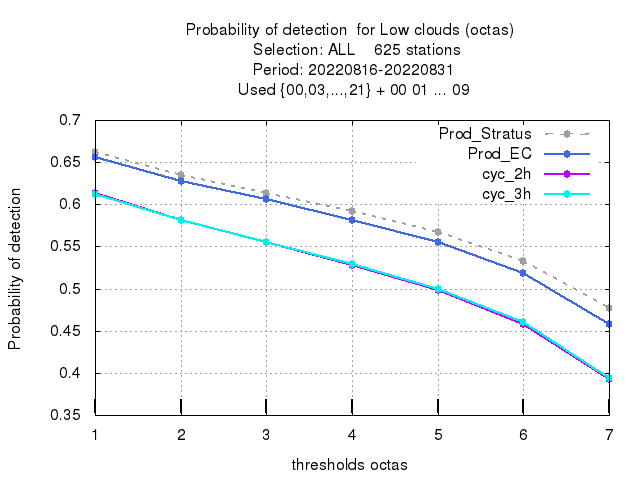 Probability of detection  for Low clouds (octas)
Selection: ALL    625 stations
Period: 20220816-20220831
Used {00,03,...,21} + 00 01 ... 09
Prod_Stratus
Prod_EC
cyc_2h
cyc_3h
Probability of detection
0.7
0.65
0.6
0.55
0.5
0.45
0.4
0.35
1 2 3 4 5 6 7
thresholds octas